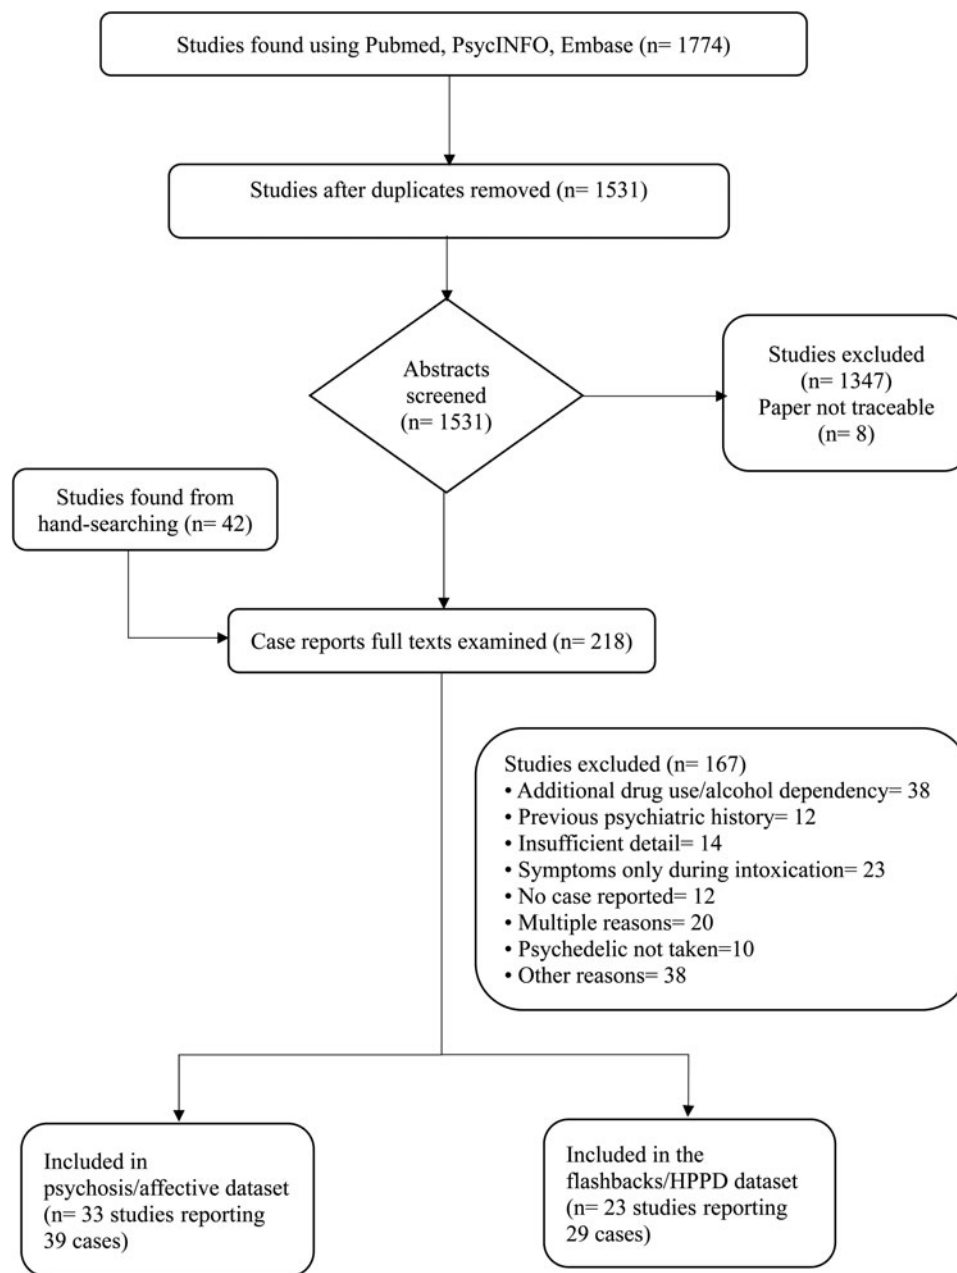 Studies found using Pubmed, PsycINFO, Embase (n= 1774)
Studies after duplicates removed (n= 1531)
Abstracts
screened
(n= 1531)
Studies excluded
(n= 1347)
Paper not traceable
(n= 8)
Studies found from
hand-searching (n= 42)
Case reports full texts examined (n= 218)
Studies excluded (n= 167)
• Additional drug use/alcohol dependency= 38
• Previous psychiatric history= 12
• Insufficient detail= 14
• Symptoms only during intoxication= 23
• No case reported= 12
• Multiple reasons= 20
• Psychedelic not taken=10
• Other reasons= 38
Included in
psychosis/affective dataset
(n= 33 studies reporting
39 cases)
Included in the
flashbacks/HPPD dataset
(n= 23 studies reporting
29 cases)